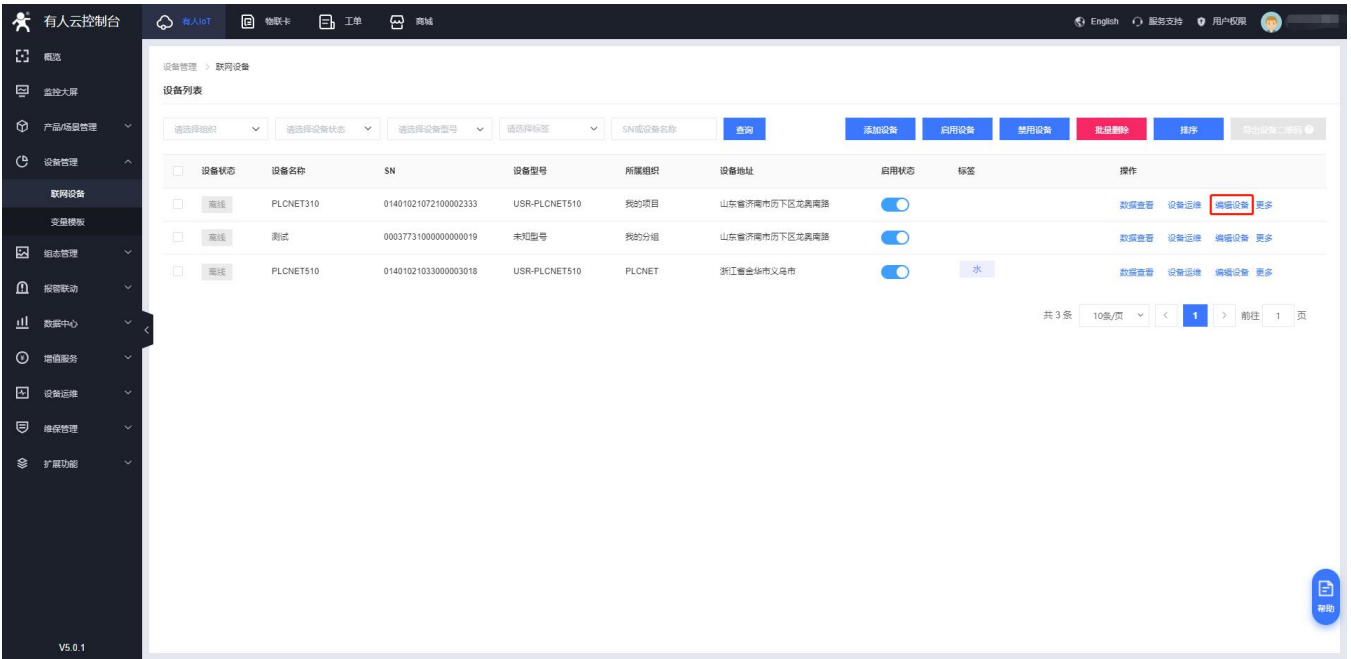 有人云控制台
有人IoT 物联卡 工单 商城 English 服务支持 用户权限
概览
监控大屏
产品/场景管理
设备管理
联网设备
变量模板
组态管理
报警联动
数据中心
增值服务
设备运维
维保管理
扩展功能
V5.0.1
设备管理 > 联网设备
设备列表
请选择组织 请选择设备状态 请选择设备型号 请选择标签 SN或设备名称 查询 添加设备 启用设备 禁用设备 批量删除 排序 导出设备二维码
设备状态 设备名称 SN 设备型号 所属组织 设备地址 启用状态 标签 操作
离线 PLCNET310 01401021072100002333 USR-PLCNET510 我的项目 山东省济南市历下区龙奥南路 数据查看 设备运维 编辑设备 更多
离线 测试 00037731000000000019 未知型号 我的分组 山东省济南市历下区龙奥南路 数据查看 设备运维 编辑设备 更多
离线 PLCNET510 01401021033000003018 USR-PLCNET510 PLCNET 浙江省金华市义乌市 水 数据查看 设备运维 编辑设备 更多
共 3 条 10条/页 < 1 > 前往 1 页
帮助